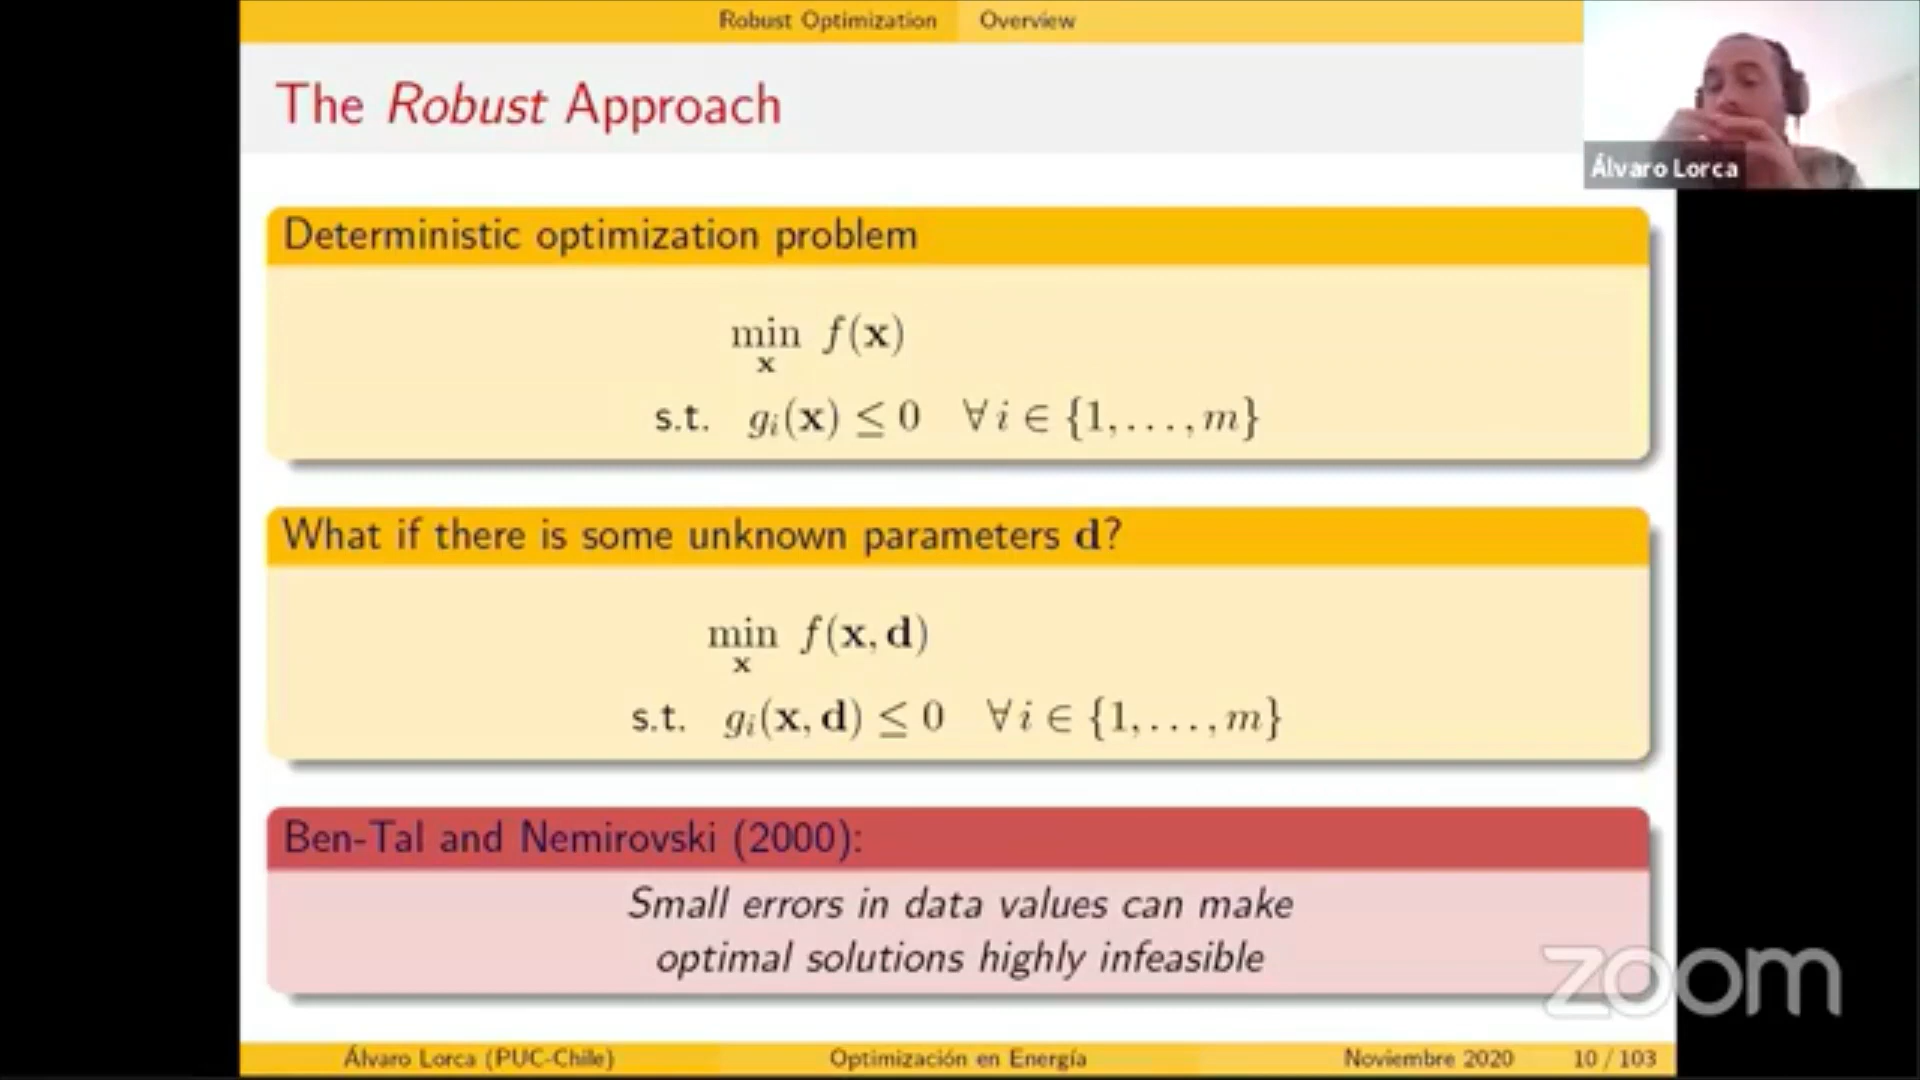 Robust Optimization Overview
The Robust Approach
Álvaro Lorca
Deterministic optimization problem
min f(x)
x
s.t. gᵢ(x) ≤ 0 ∀ i ∈ {1, . . . , m}
What if there is some unknown parameters d?
min f(x, d)
x
s.t. gᵢ(x, d) ≤ 0 ∀ i ∈ {1, . . . , m}
Ben-Tal and Nemirovski (2000):
Small errors in data values can make
optimal solutions highly infeasible
zoom
Álvaro Lorca (PUC-Chile) Optimización en Energía Noviembre 2020 10 / 103